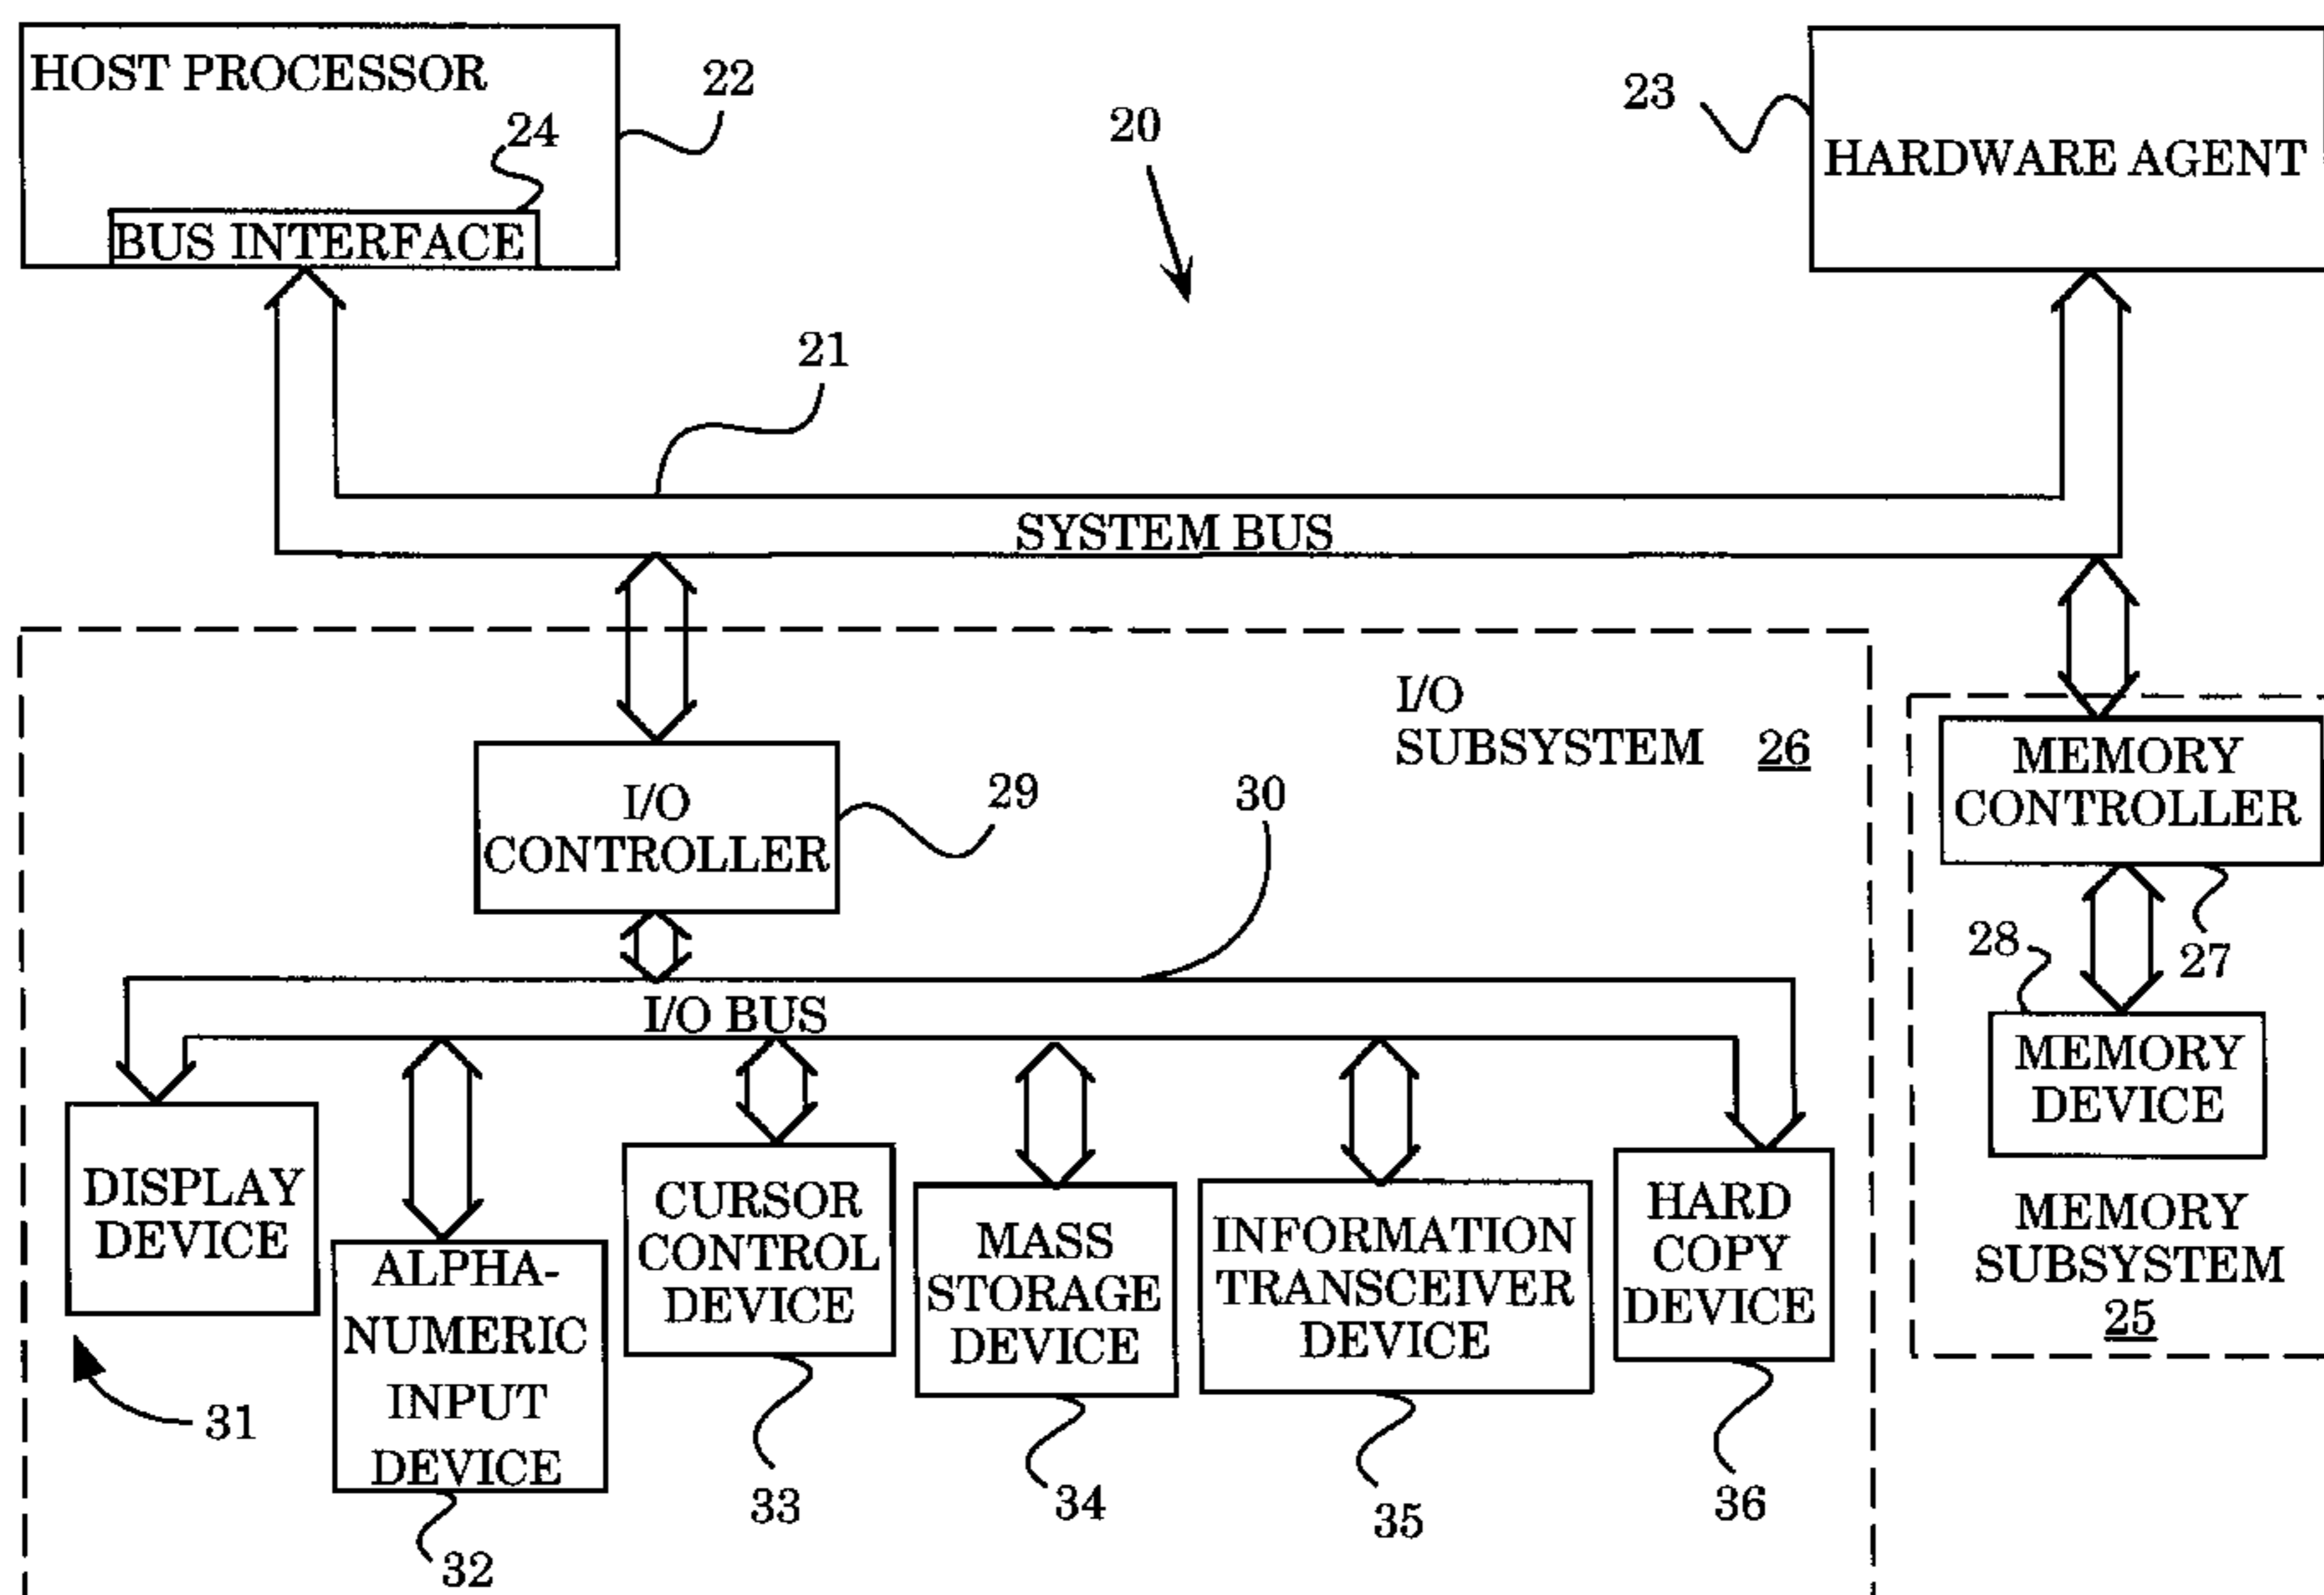 HOST PROCESSOR
22
24
BUS INTERFACE
20
23
HARDWARE AGENT
21
SYSTEM BUS
I/O
SUBSYSTEM 26
I/O
CONTROLLER
29
30
MEMORY
CONTROLLER
27
28
MEMORY
DEVICE
MEMORY
SUBSYSTEM
25
I/O BUS
DISPLAY
DEVICE
31
ALPHA-
NUMERIC
INPUT
DEVICE
32
CURSOR
CONTROL
DEVICE
33
MASS
STORAGE
DEVICE
34
INFORMATION
TRANSCEIVER
DEVICE
35
HARD
COPY
DEVICE
36